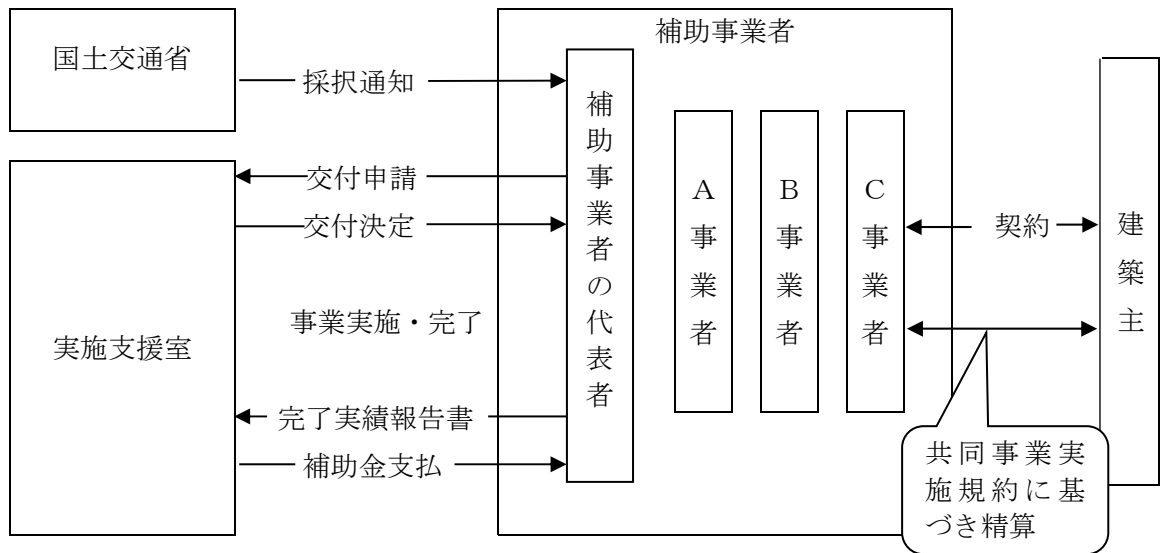 国土交通省
採択通知
補助事業者
補助事業者の代表者
A事業者
B事業者
C事業者
建築主
交付申請
交付決定
契約
実施支援室
事業実施・完了
完了実績報告書
補助金支払
共同事業実
施規約に基
づき精算